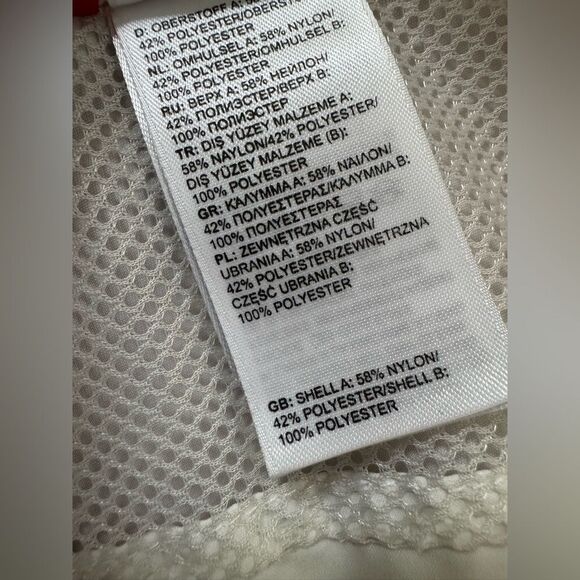 D: OBERSTOFF A: 
42% POLYESTER/OBERSTOFF
100% POLYESTER
NL: OMHULSEL A: 58% NYLON/
42% POLYESTER/OMHULSEL B:
100% POLYESTER
RU: ВЕРХ A: 58% НЕИЛОН/
42% ПОЛИЭСТЕР/ВЕРХ B:
100% ПОЛИЭСТЕР
TR: DIŞ YÜZEY MALZEME A:
58% NAYLON/42% POLYESTER/
DIŞ YÜZEY MALZEME (B):
100% POLYESTER
GR: ΚΑΛΥΜΜΑ A: 58% ΝΑΙΛΟΝ/
42% ΠΟΛΥΕΣΤΕΡΑΣ/ΚΑΛΥΜΜΑ B:
100% ΠΟΛΥΕΣΤΕΡΑΣ
PL: ZEWNĘTRZNA CZĘŚĆ
UBRANIA A: 58% NYLON/
42% POLYESTER/ZEWNĘTRZNA
CZĘŚĆ UBRANIA B:
100% POLYESTER
GB: SHELL A: 58% NYLON/
42% POLYESTER/SHELL B:
100% POLYESTER